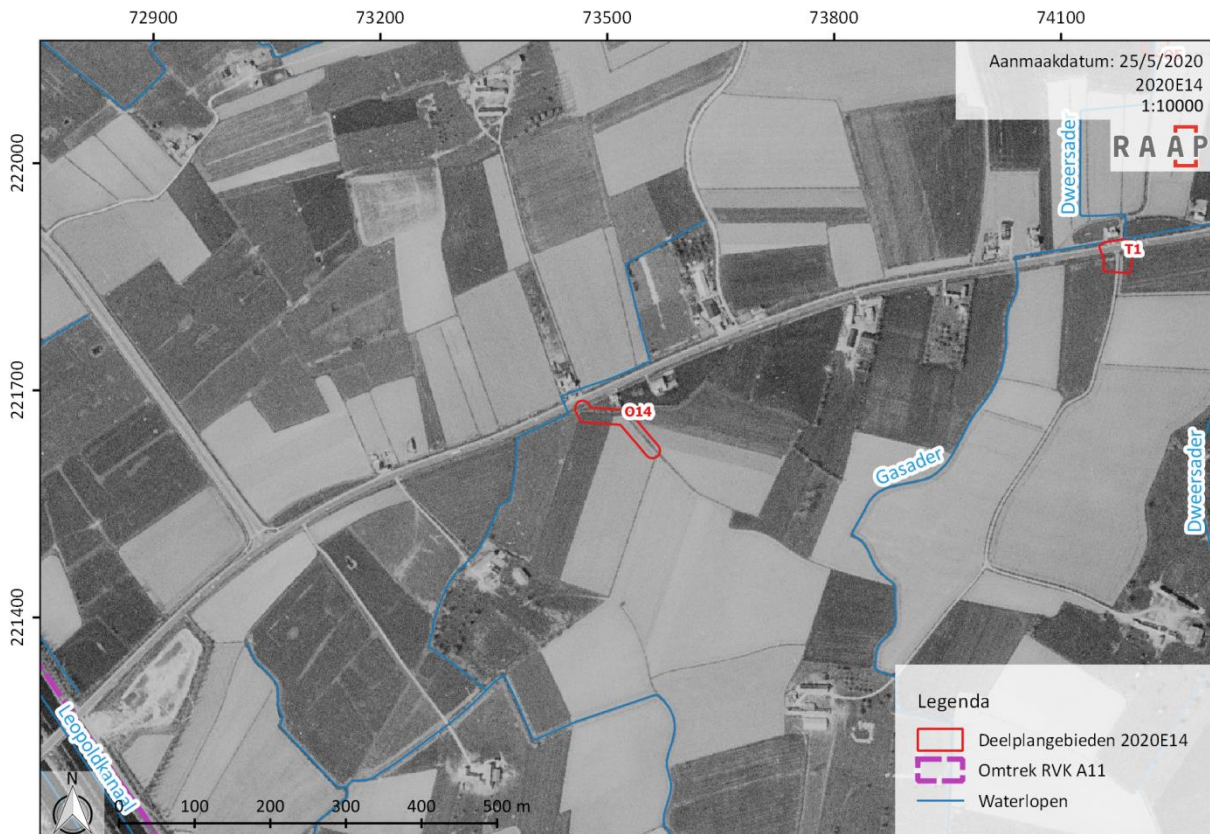 72900 73200 73500 73800 74100
Aanmaakdatum: 25/5/2020
2020E14
1:10000
RAAP
222000
221700
221400
Dweersader
T1
O14
Gasader
Dweersader
Leopoldkanaal
N
0 100 200 300 400 500 m
Legenda
Deelplangebieden 2020E14
Omtrek RVK A11
Waterlopen